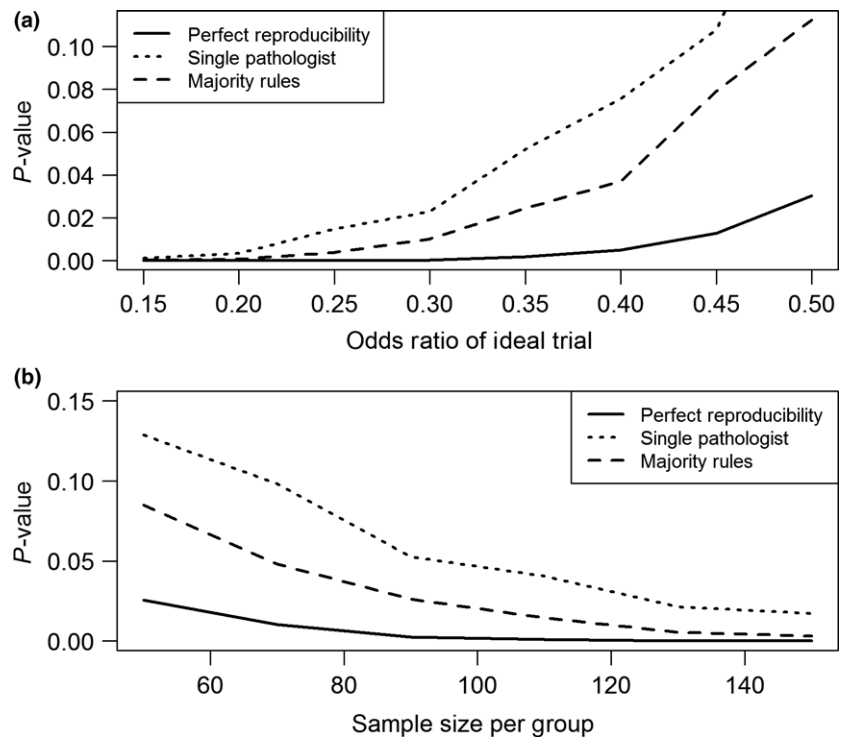 (a)
Perfect reproducibility
Single pathologist
Majority rules
P-value
0.10
0.08
0.06
0.04
0.02
0.00
0.15 0.20 0.25 0.30 0.35 0.40 0.45 0.50
Odds ratio of ideal trial
(b)
Perfect reproducibility
Single pathologist
Majority rules
P-value
0.15
0.10
0.05
0.00
60 80 100 120 140
Sample size per group